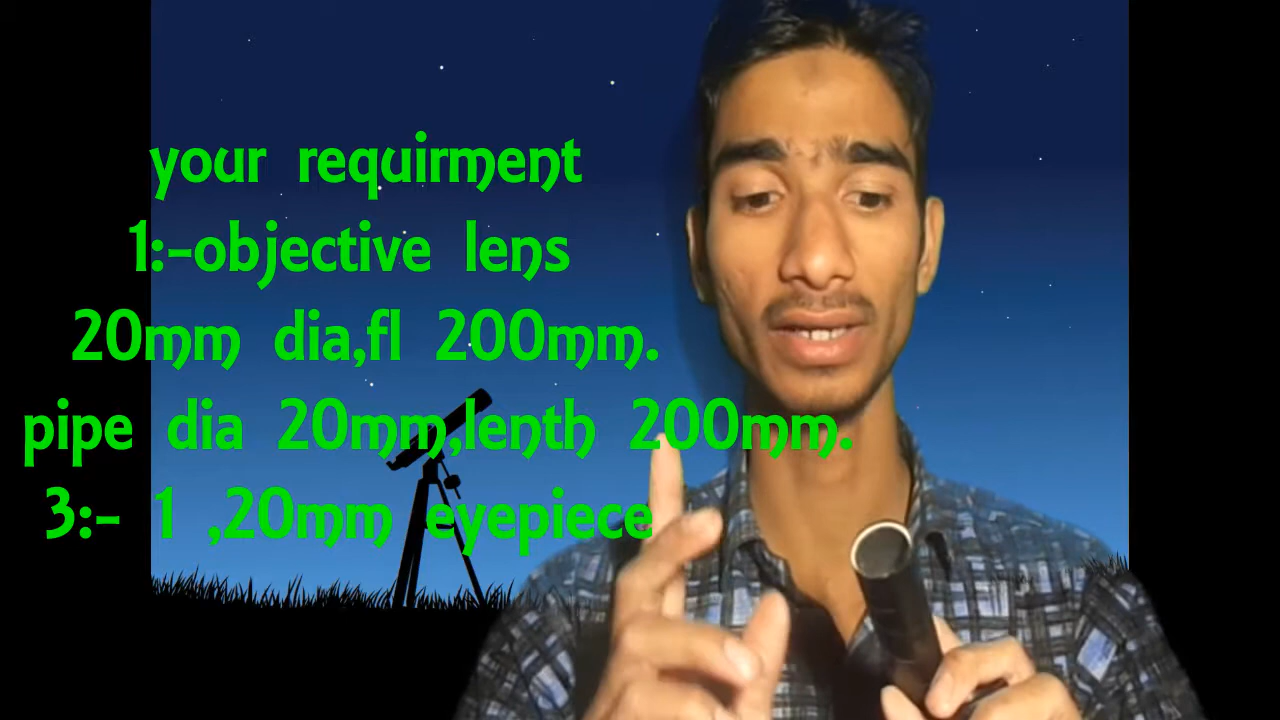 your requirment
1:-objective lens
20mm dia,fl 200mm.
pipe dia 20mm,lenth 200mm.
3:- 1 ,20mm eyepiece